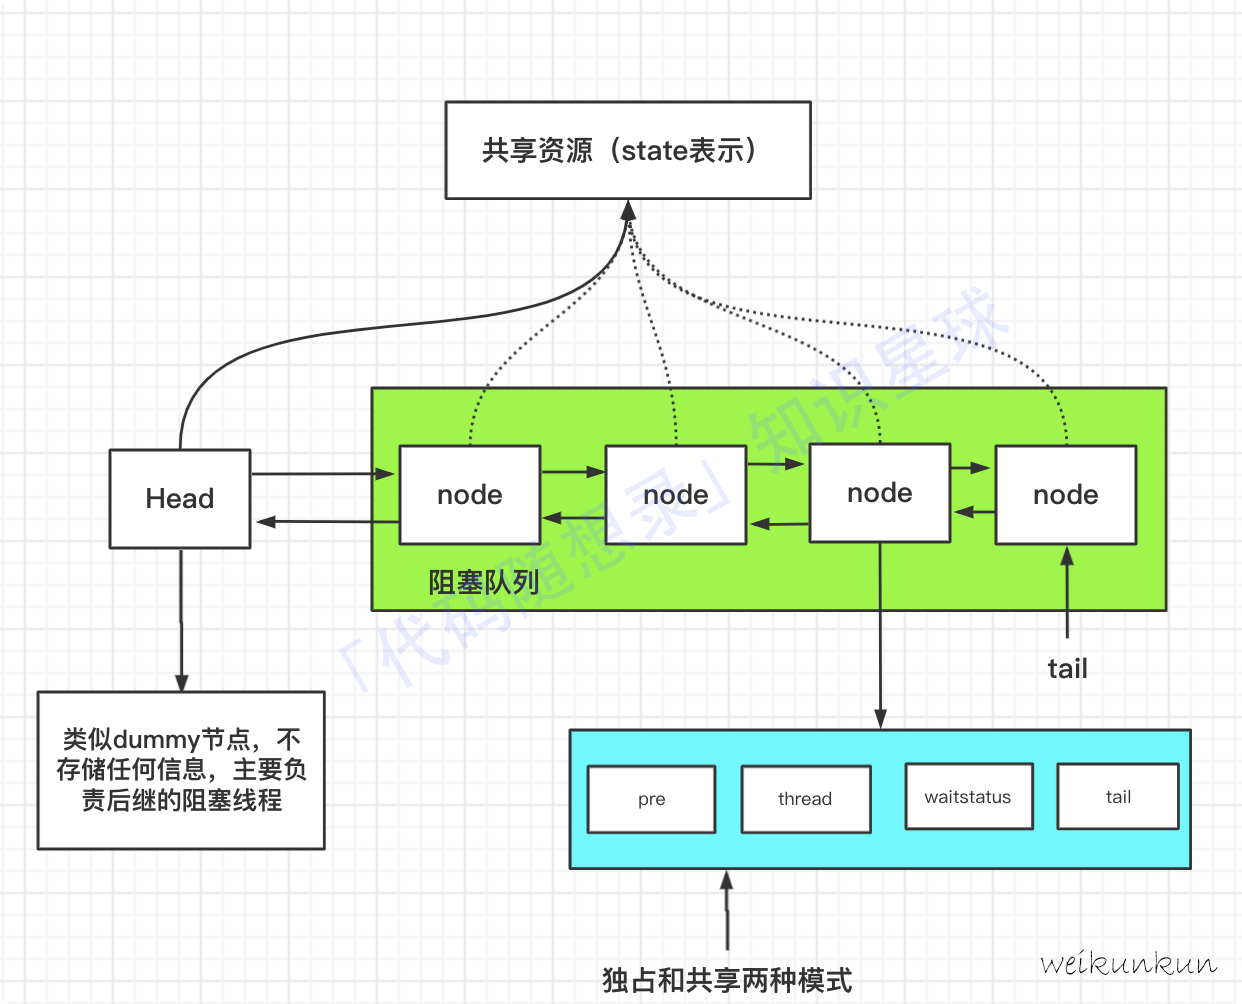 共享资源（state表示）
Head
node
node
node
node
阻塞队列
tail
类似dummy节点，不
存储任何信息，主要负
责后继的阻塞线程
pre
thread
waitstatus
tail
独占和共享两种模式
「代码随想录」知识星球
weikunkun